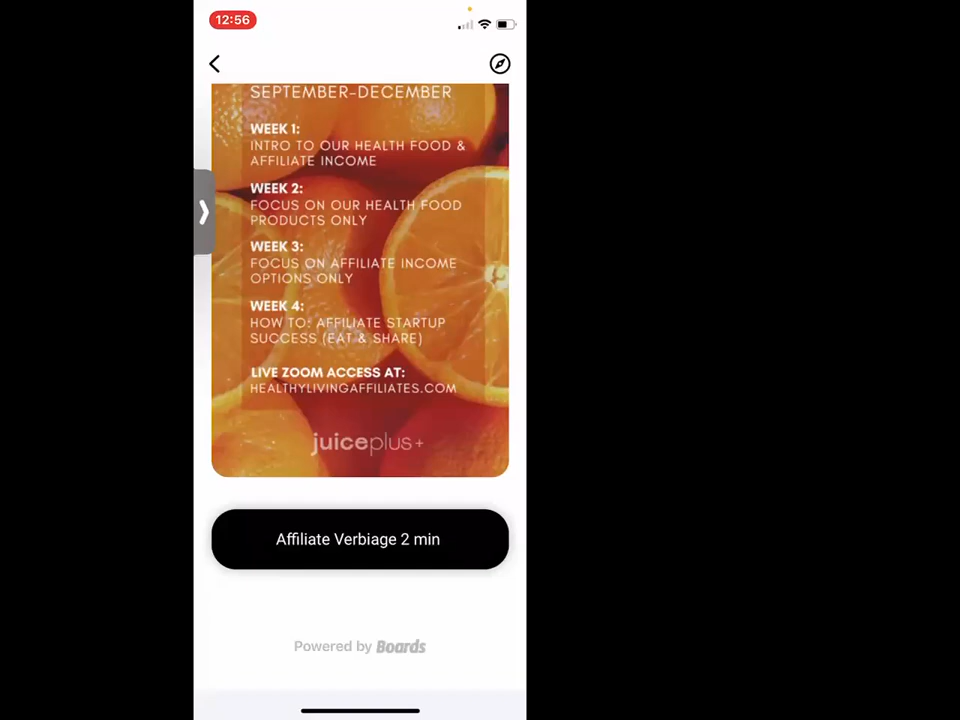 12:56
SEPTEMBER-DECEMBER
WEEK 1:
INTRO TO OUR HEALTH FOOD &
AFFILIATE INCOME
WEEK 2:
FOCUS ON OUR HEALTH FOOD
PRODUCTS ONLY
WEEK 3:
FOCUS ON AFFILIATE INCOME
OPTIONS ONLY
WEEK 4:
HOW TO: AFFILIATE STARTUP
SUCCESS (EAT & SHARE)
LIVE ZOOM ACCESS AT:
HEALTHYLIVINGAFFILIATES.COM
juiceplus+
Affiliate Verbiage 2 min
Powered by Boards